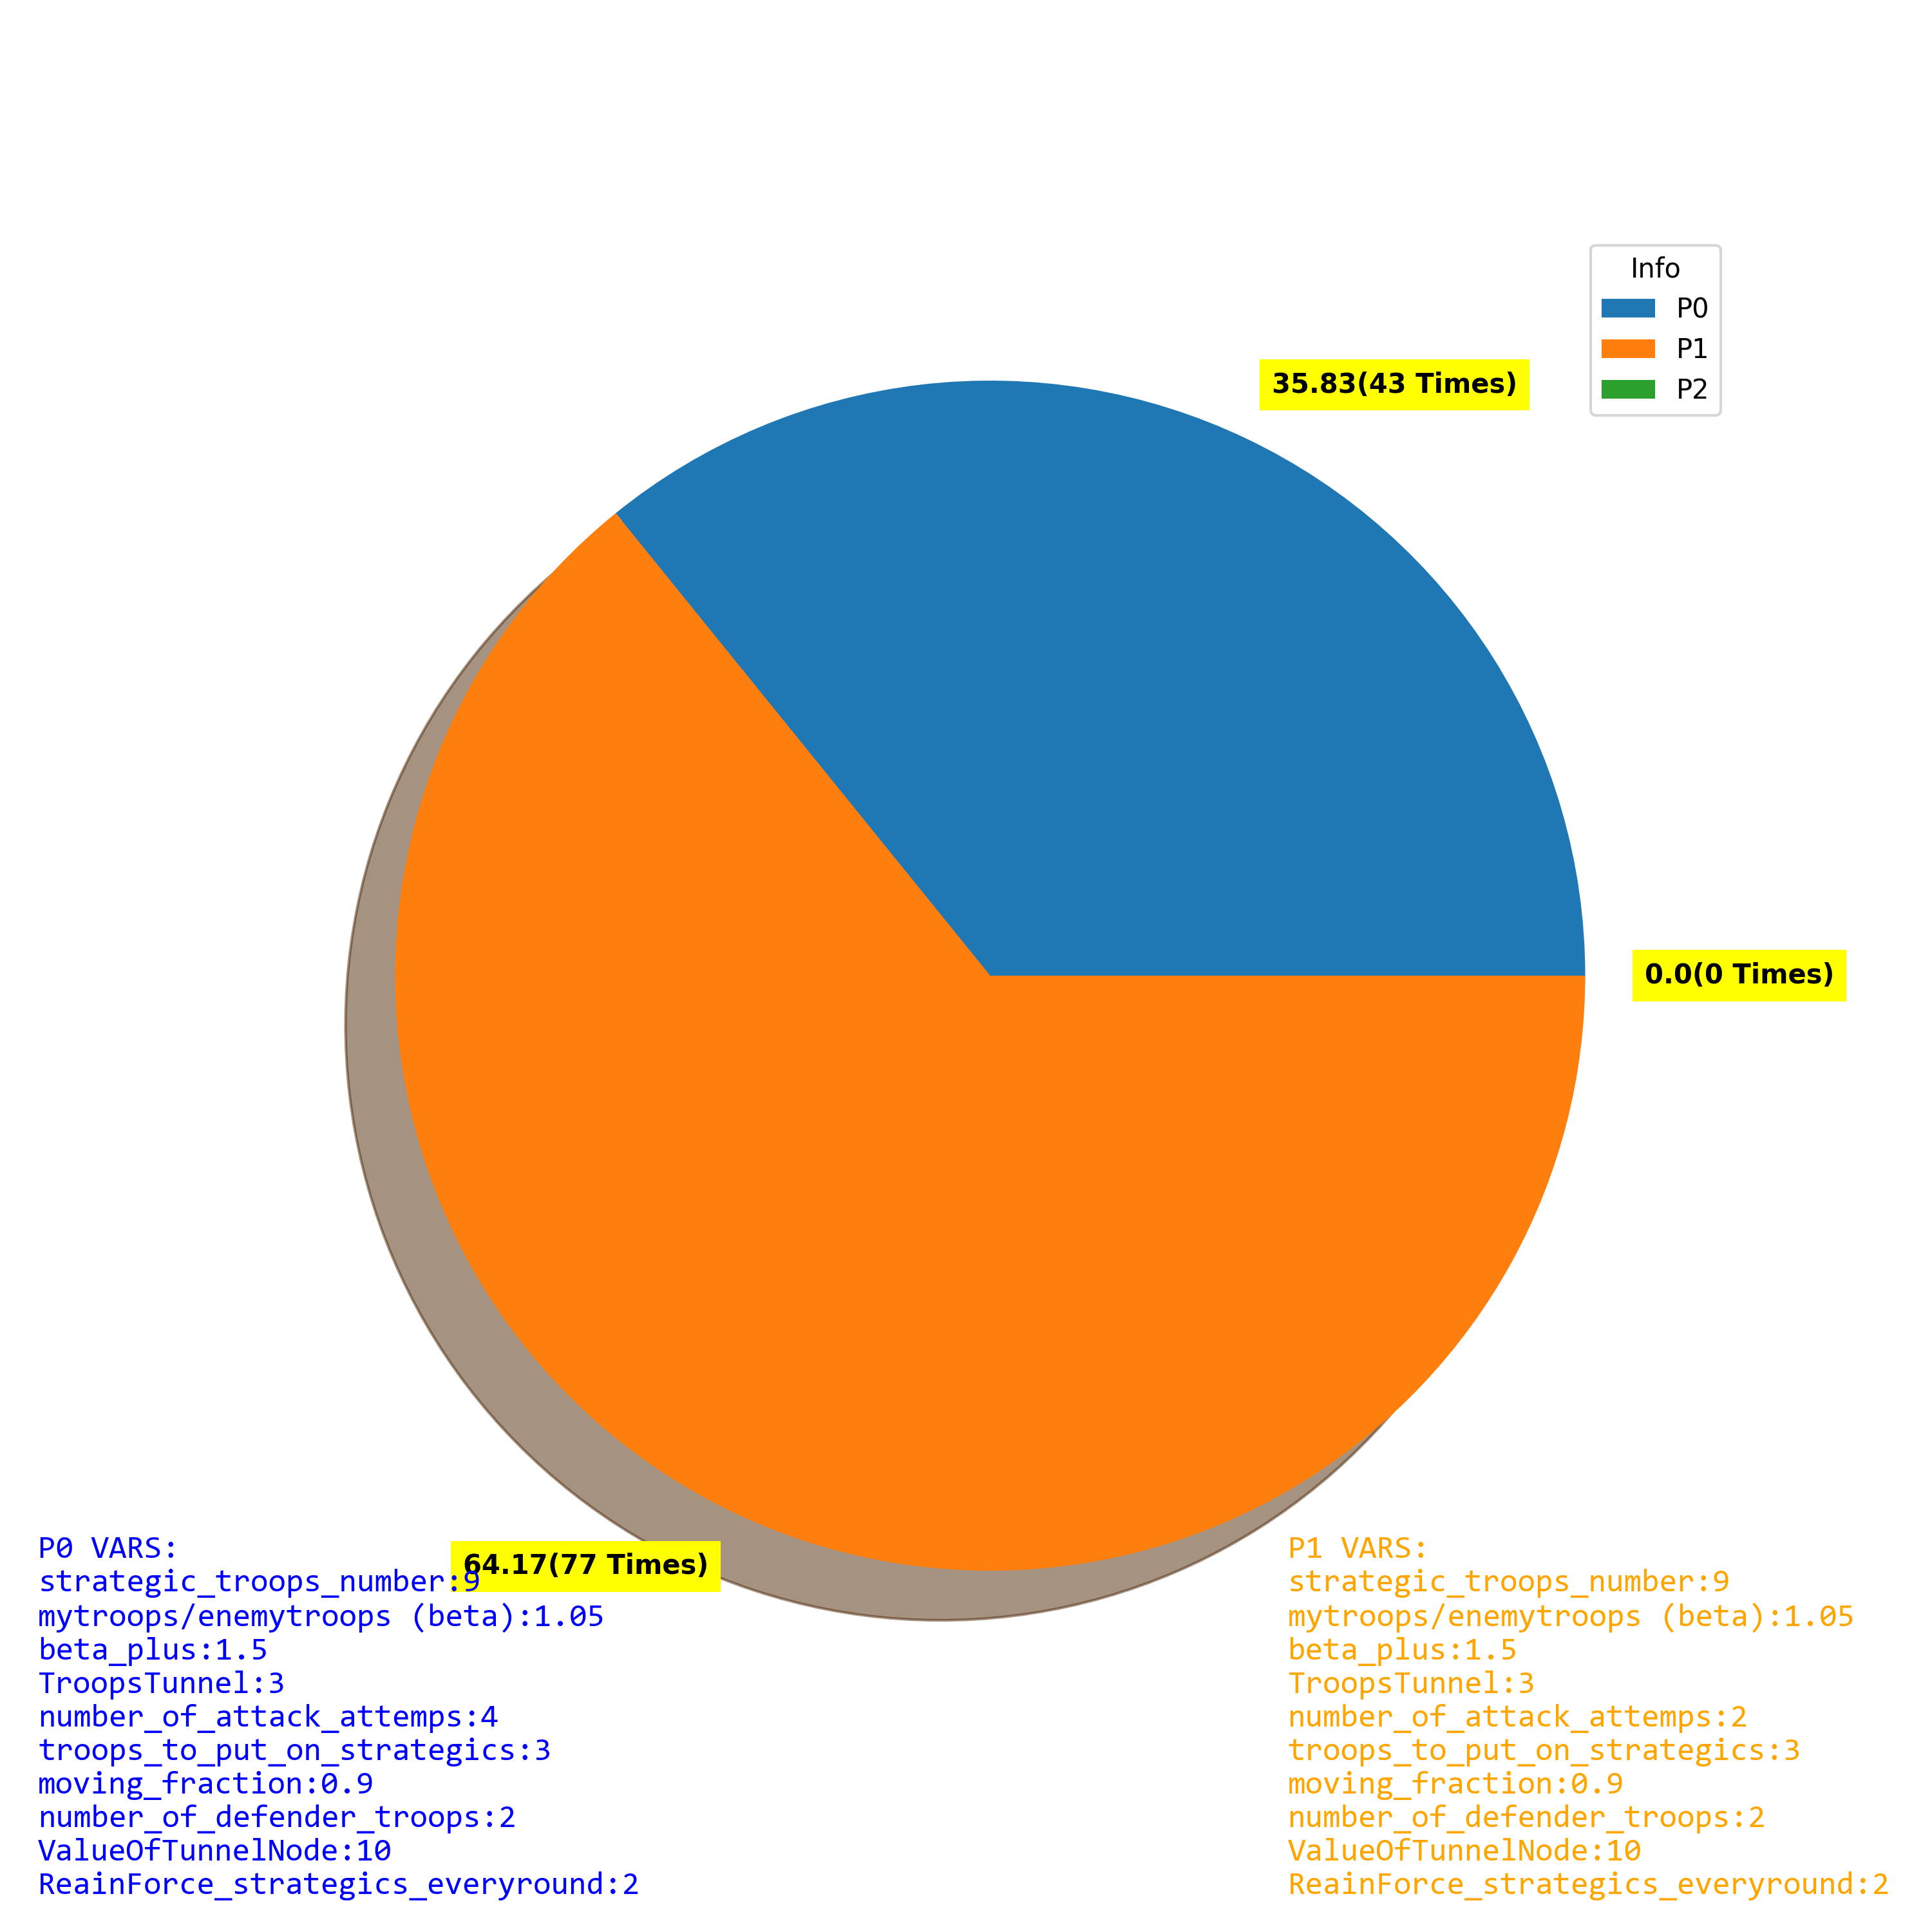 Info
P0
P1
P2
35.83(43 Times)
0.0(0 Times)
64.17(77 Times)
P0 VARS:
strategic_troops_number:9
mytroops/enemytroops (beta):1.05
beta_plus:1.5
TroopsTunnel:3
number_of_attack_attemps:4
troops_to_put_on_strategics:3
moving_fraction:0.9
number_of_defender_troops:2
ValueOfTunnelNode:10
ReainForce_strategics_everyround:2
P1 VARS:
strategic_troops_number:9
mytroops/enemytroops (beta):1.05
beta_plus:1.5
TroopsTunnel:3
number_of_attack_attemps:2
troops_to_put_on_strategics:3
moving_fraction:0.9
number_of_defender_troops:2
ValueOfTunnelNode:10
ReainForce_strategics_everyround:2